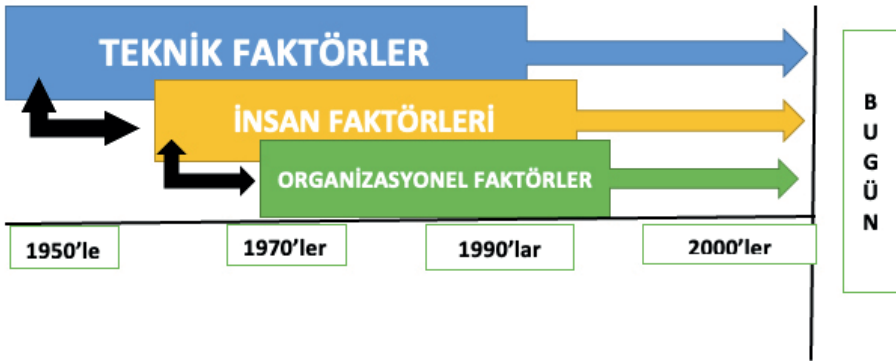 TEKNİK FAKTÖRLER
İNSAN FAKTÖRLERİ
ORGANİZASYONEL FAKTÖRLER
1950'le
1970'ler
1990'lar
2000'ler
B
U
G
Ü
N